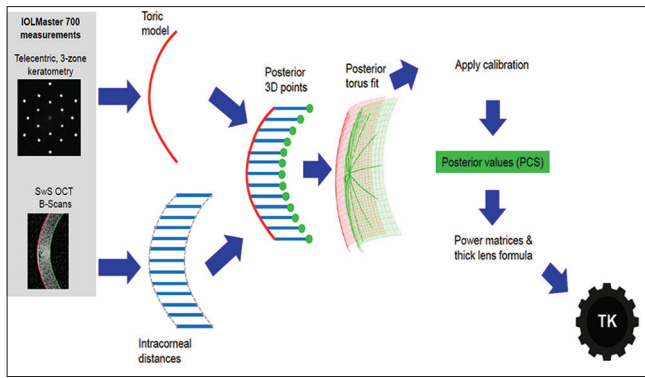 IOLMaster 700
measurements
Telecentric, 3-zone
keratometry
SwS OCT
B-Scans
Toric
model
Intracorneal
distances
Posterior
3D points
Posterior
torus fit
Apply calibration
Posterior values (PCS)
Power matrices &
thick lens formula
TK